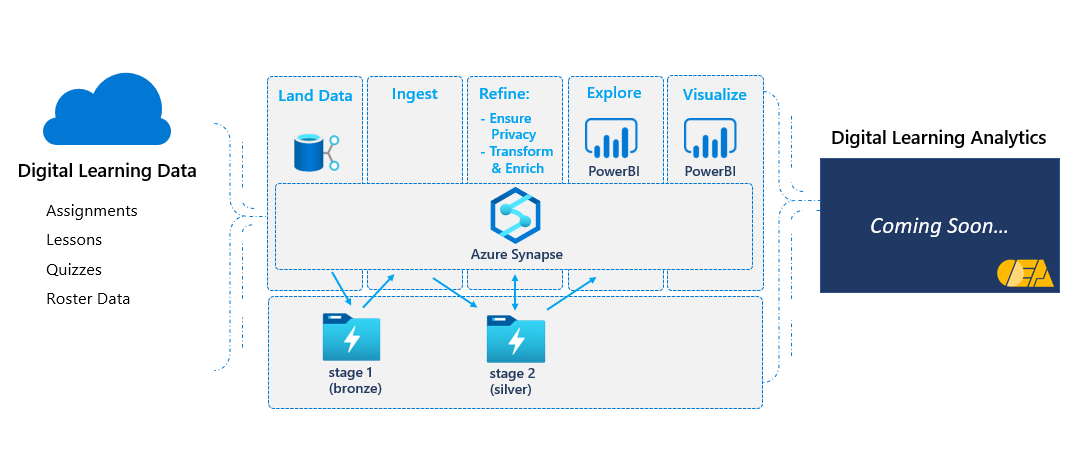 Digital Learning Data
Assignments
Lessons
Quizzes
Roster Data
Land Data
Ingest
Refine:
- Ensure
Privacy
- Transform
& Enrich
Explore
PowerBI
Visualize
PowerBI
Azure Synapse
stage 1
(bronze)
stage 2
(silver)
Digital Learning Analytics
Coming Soon...
OEA